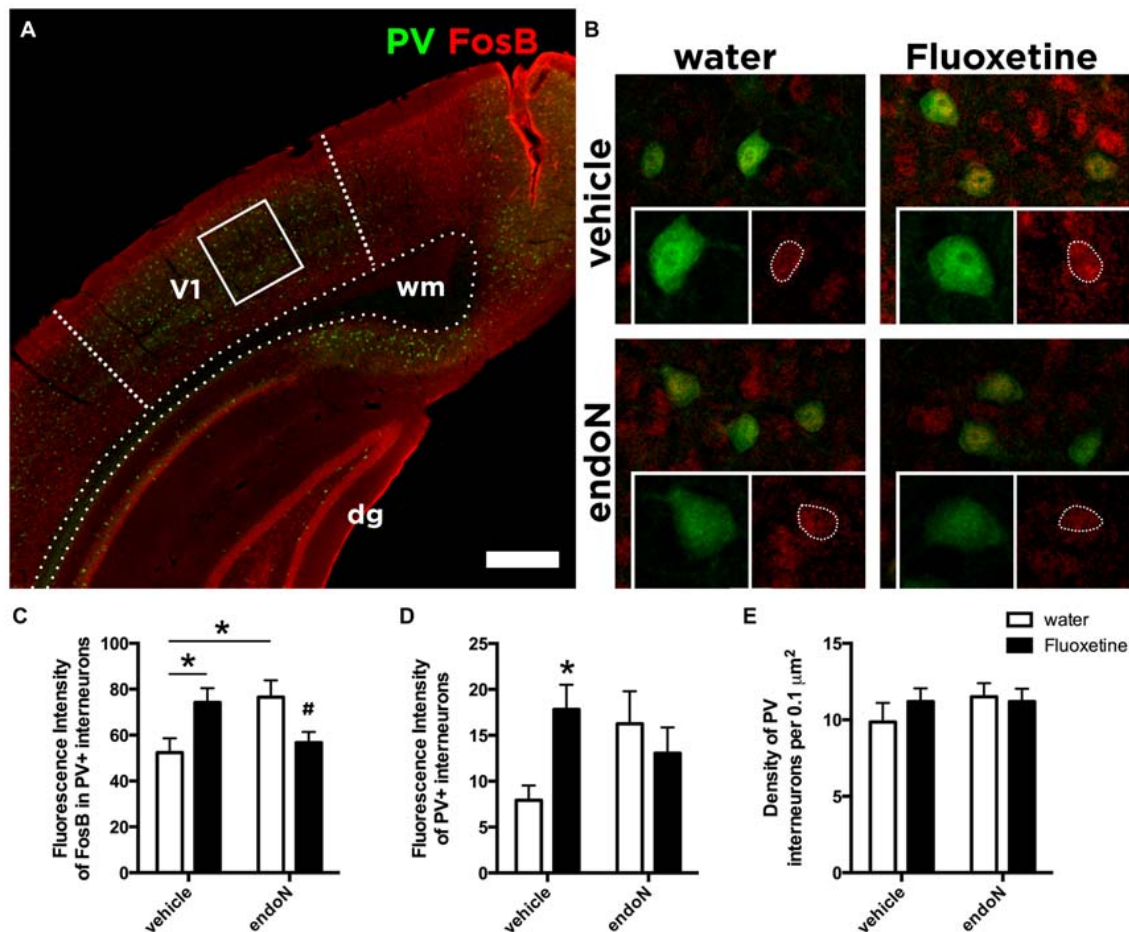 A
PV FosB
V1
wm
dg
B
water Fluoxetine
vehicle
endoN
C
Fluorescence Intensity
of FosB in PV+ interneurons
100
80
60
40
20
0
*
*
#
vehicle
endoN
D
Fluorescence Intensity
of PV+ interneurons
25
20
15
10
5
0
*
vehicle
endoN
E
water
Fluoxetine
Density of PV
interneurons per 0.1 μm²
15
10
5
0
vehicle
endoN